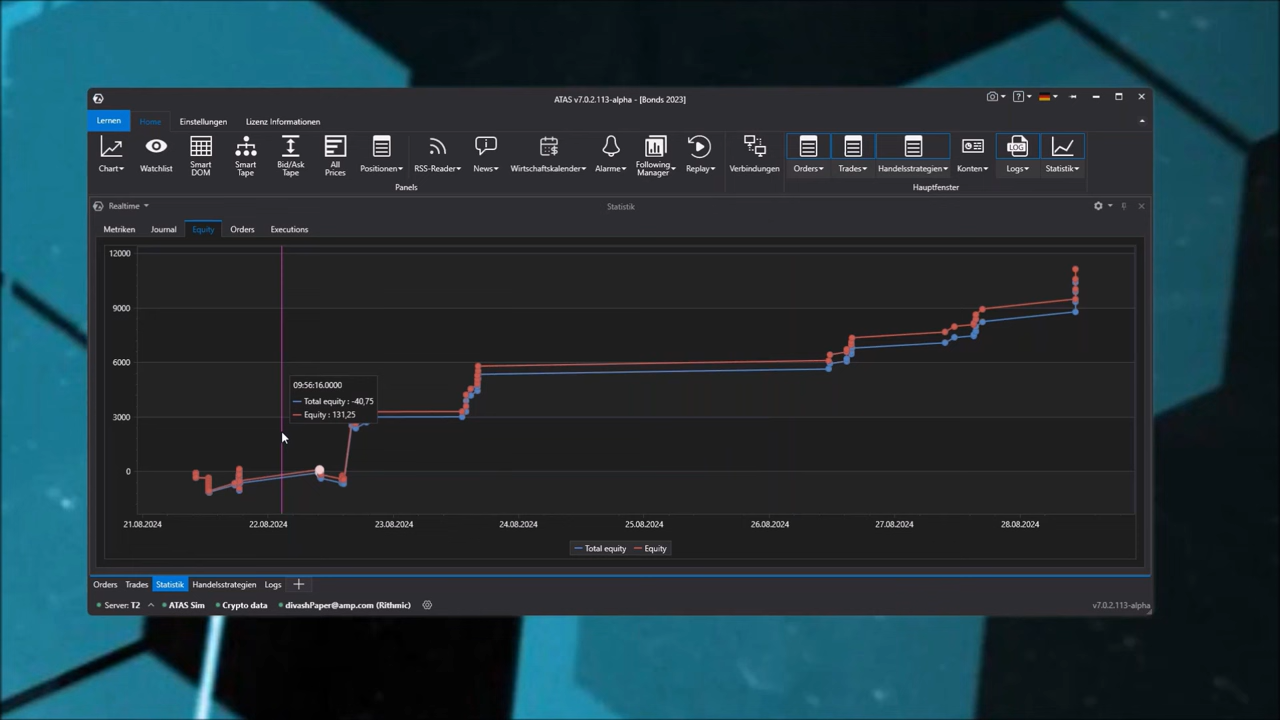 ATAS v7.0.2.113-alpha - [Bonds 2023]
Lernen Home Einstellungen Lizenz Informationen
Chart Watchlist Smart DOM Smart Tape Bid/Ask Tape All Prices Positionen RSS-Reader News Wirtschaftskalender Alarme Following Manager Replay Verbindungen Orders Trades Handelsstrategien Konten Logs Statistik
LOG
Panels Hauptfenster
Realtime Statistik
Metriken Journal Equity Orders Executions
12000
9000
6000
09:56:16.0000
Total equity : -40,75
Equity : 131,25
3000
0
21.08.2024 22.08.2024 23.08.2024 24.08.2024 25.08.2024 26.08.2024 27.08.2024 28.08.2024
Total equity Equity
Orders Trades Statistik Handelsstrategien Logs
Server: T2 ATAS Sim Crypto data divashPaper@amp.com (Rithmic) v7.0.2.113-alpha